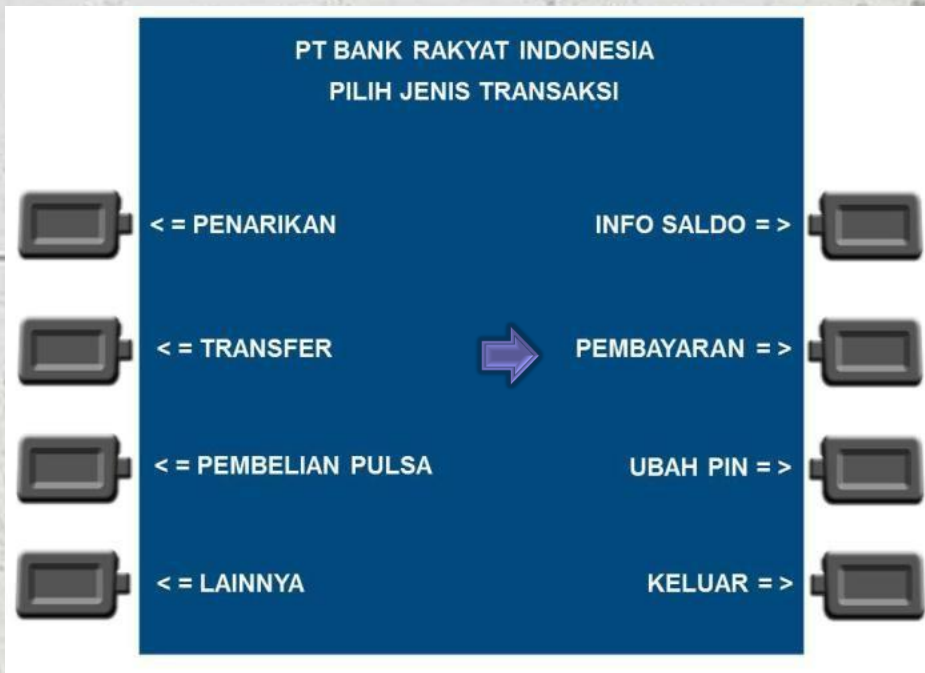 PT BANK RAKYAT INDONESIA
PILIH JENIS TRANSAKSI
< = PENARIKAN
INFO SALDO = >
< = TRANSFER
PEMBAYARAN = >
< = PEMBELIAN PULSA
UBAH PIN = >
< = LAINNYA
KELUAR = >